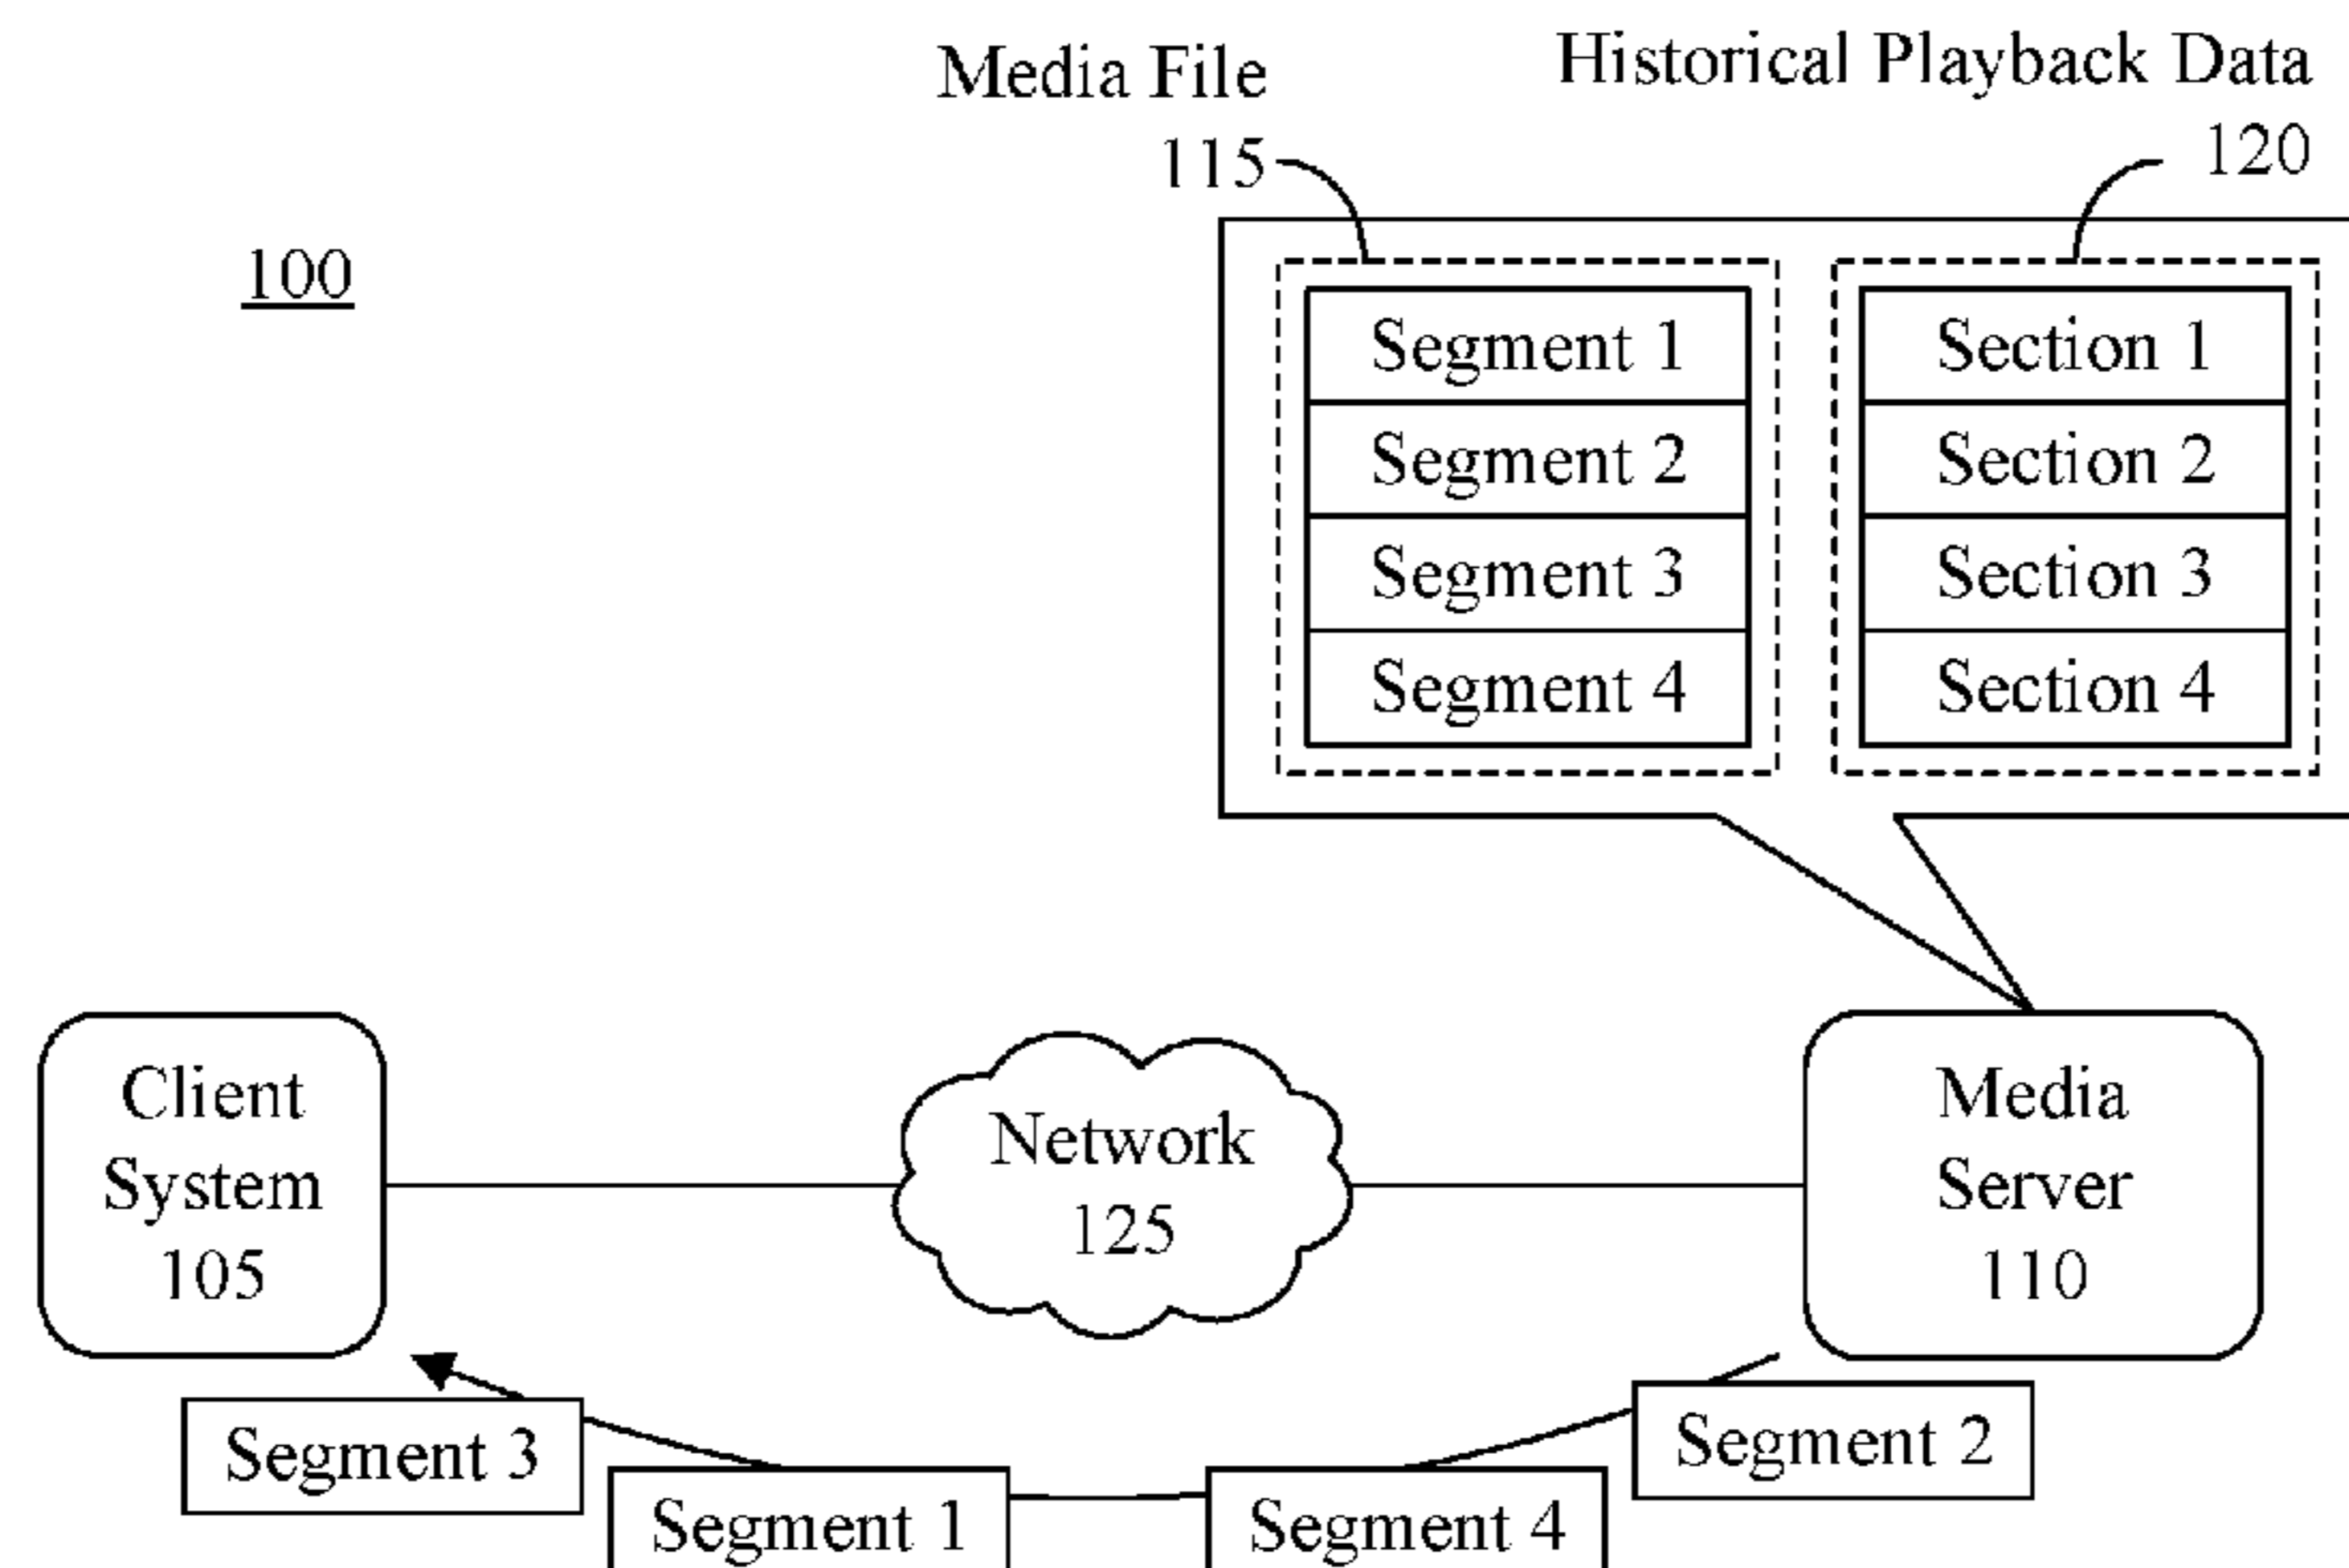 Media File
115
Historical Playback Data
120
100
Segment 1
Segment 2
Segment 3
Segment 4
Section 1
Section 2
Section 3
Section 4
Client
System
105
Network
125
Media
Server
110
Segment 3
Segment 1
Segment 4
Segment 2